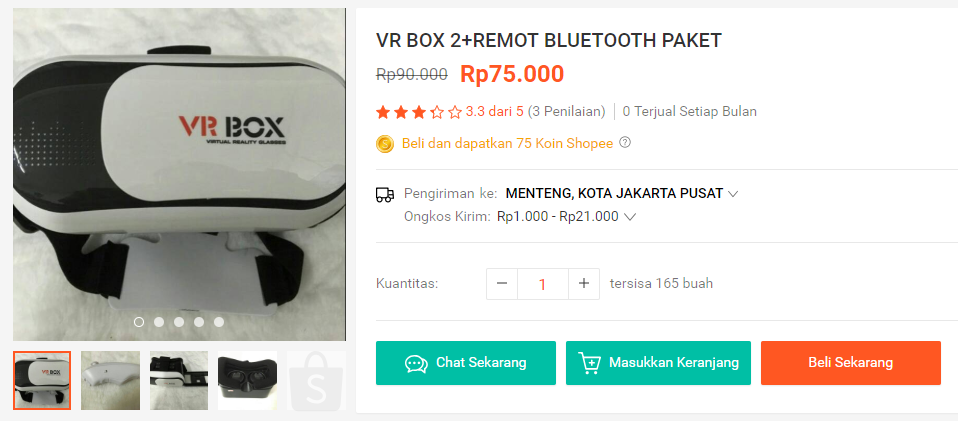 VR BOX
VIRTUAL REALITY GLASSES
VR BOX
VR BOX 2+REMOT BLUETOOTH PAKET
Rp90.000 Rp75.000
3.3 dari 5 (3 Penilaian) 0 Terjual Setiap Bulan
Beli dan dapatkan 75 Koin Shopee ?
Pengiriman ke: MENTENG, KOTA JAKARTA PUSAT
Ongkos Kirim: Rp1.000 - Rp21.000
Kuantitas: − 1 + tersisa 165 buah
Chat Sekarang Masukkan Keranjang Beli Sekarang